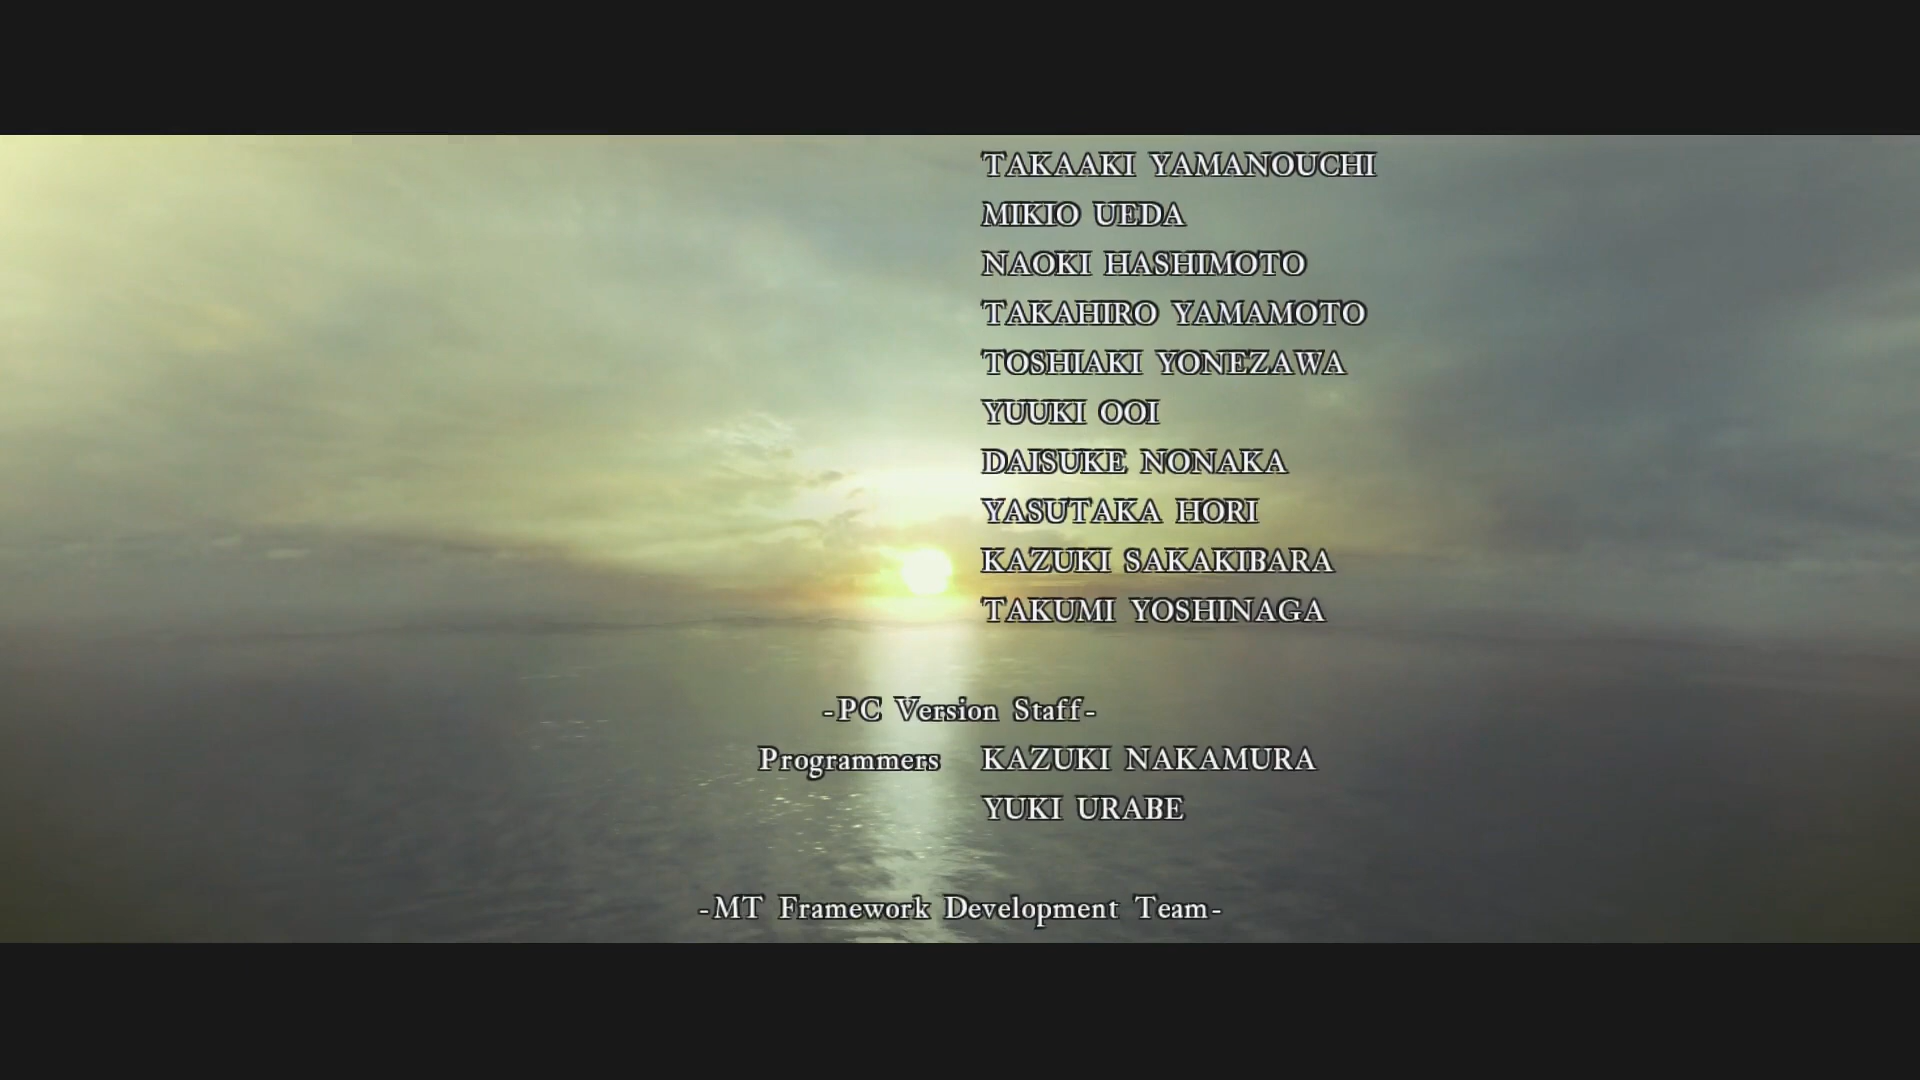 TAKAAKI YAMANOUCHI
MIKIO UEDA
NAOKI HASHIMOTO
TAKAHIRO YAMAMOTO
TOSHIAKI YONEZAWA
YUUKI OOI
DAISUKE NONAKA
YASUTAKA HORI
KAZUKI SAKAKIBARA
TAKUMI YOSHINAGA
-PC Version Staff-
Programmers KAZUKI NAKAMURA
YUKI URABE
-MT Framework Development Team-